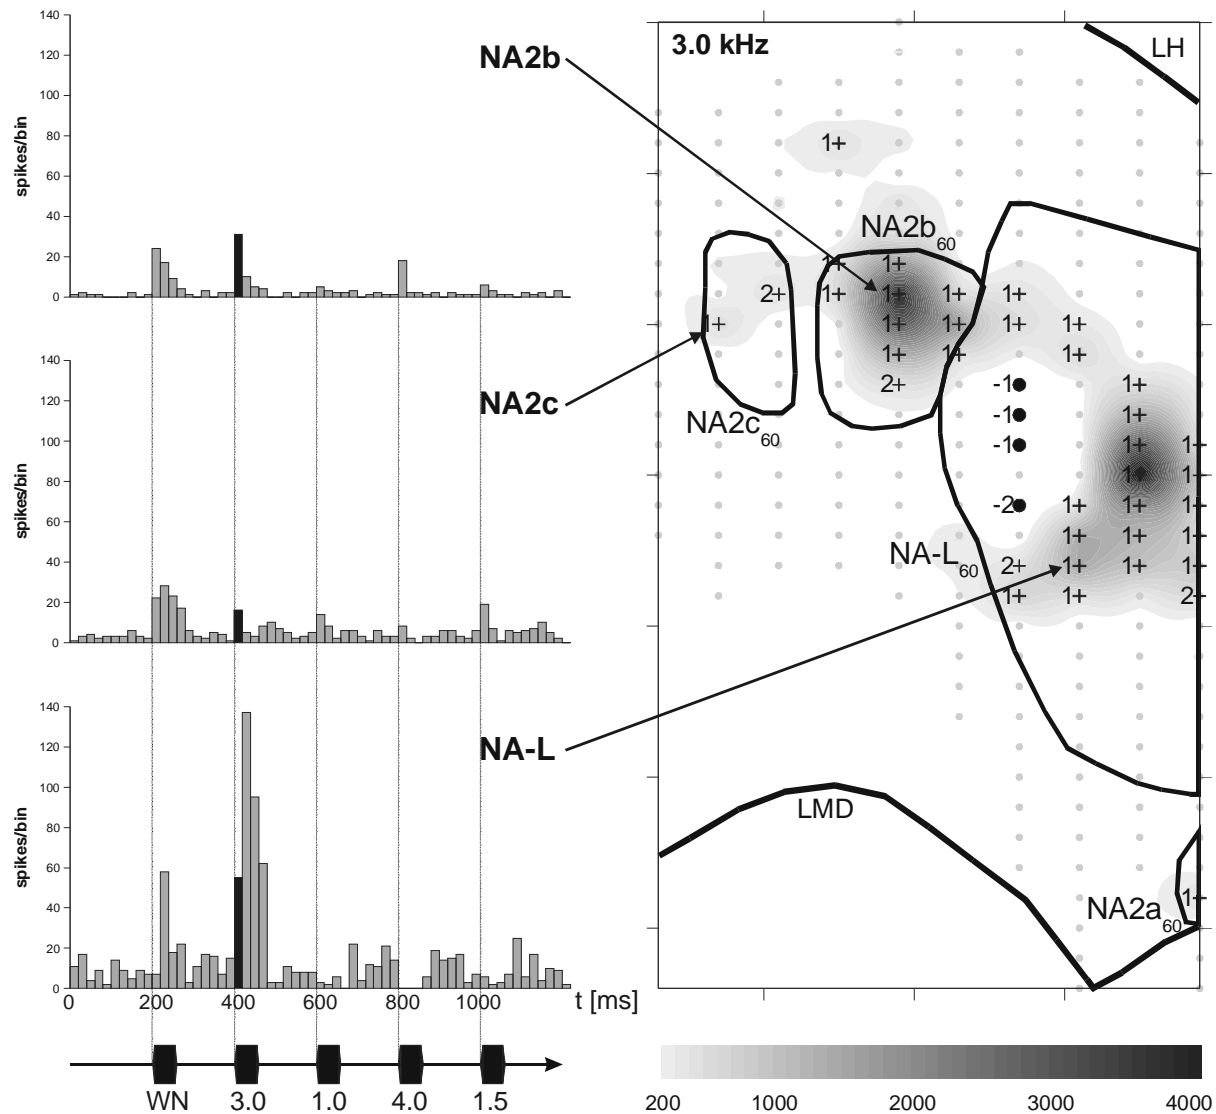 140
120
100
80
60
40
20
0
spikes/bin
140
120
100
80
60
40
20
0
spikes/bin
140
120
100
80
60
40
20
0
spikes/bin
0 200 400 600 800 1000 t [ms]
WN 3.0 1.0 4.0 1.5
NA2b
NA2c
NA-L
3.0 kHz
LH
1+
NA2b60
1+ 1+
2+ 1+ 1+ 1+ 1+
1+ 1+ 1+ 1+ 1+
1+ 1+ 1+
2+ -1 1+
NA2c60
-1 1+
-1 1+ 1+
1+ 1+
-2 1+ 1+ 1+
1+ 1+ 1+
NA-L60
2+ 1+ 1+ 1+
1+ 1+ 2+
LMD
1+
NA2a60
200 1000 2000 3000 4000